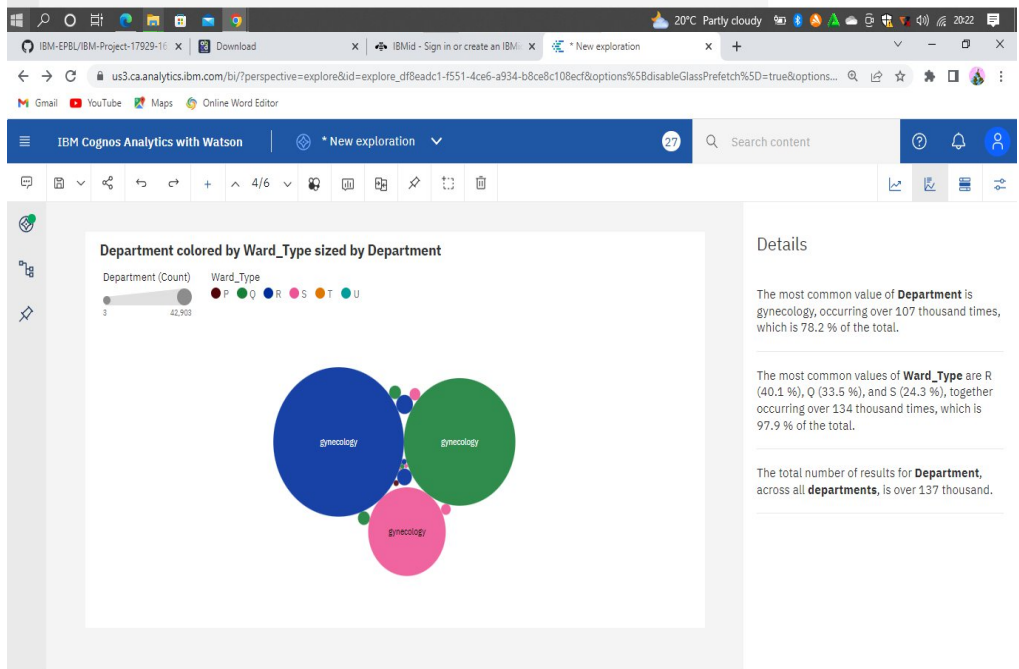 20°C Partly cloudy
20:22
IBM-EPBL/IBM-Project-17929-16
Download
IBMid - Sign in or create an IBMi
* New exploration
us3.ca.analytics.ibm.com/bi/?perspective=explore&id=explore_df8eadc1-f551-4ce6-a934-b8ce8c108ecf&options%5BdisableGlassPrefetch%5D=true&options...
Gmail
YouTube
Maps
Online Word Editor
IBM Cognos Analytics with Watson
* New exploration
27
Search content
4/6
Department colored by Ward_Type sized by Department
Department (Count)
3
42,903
Ward_Type
P Q R S T U
gynecology
gynecology
gynecology
Details
The most common value of Department is
gynecology, occurring over 107 thousand times,
which is 78.2 % of the total.
The most common values of Ward_Type are R
(40.1 %), Q (33.5 %), and S (24.3 %), together
occurring over 134 thousand times, which is
97.9 % of the total.
The total number of results for Department,
across all departments, is over 137 thousand.